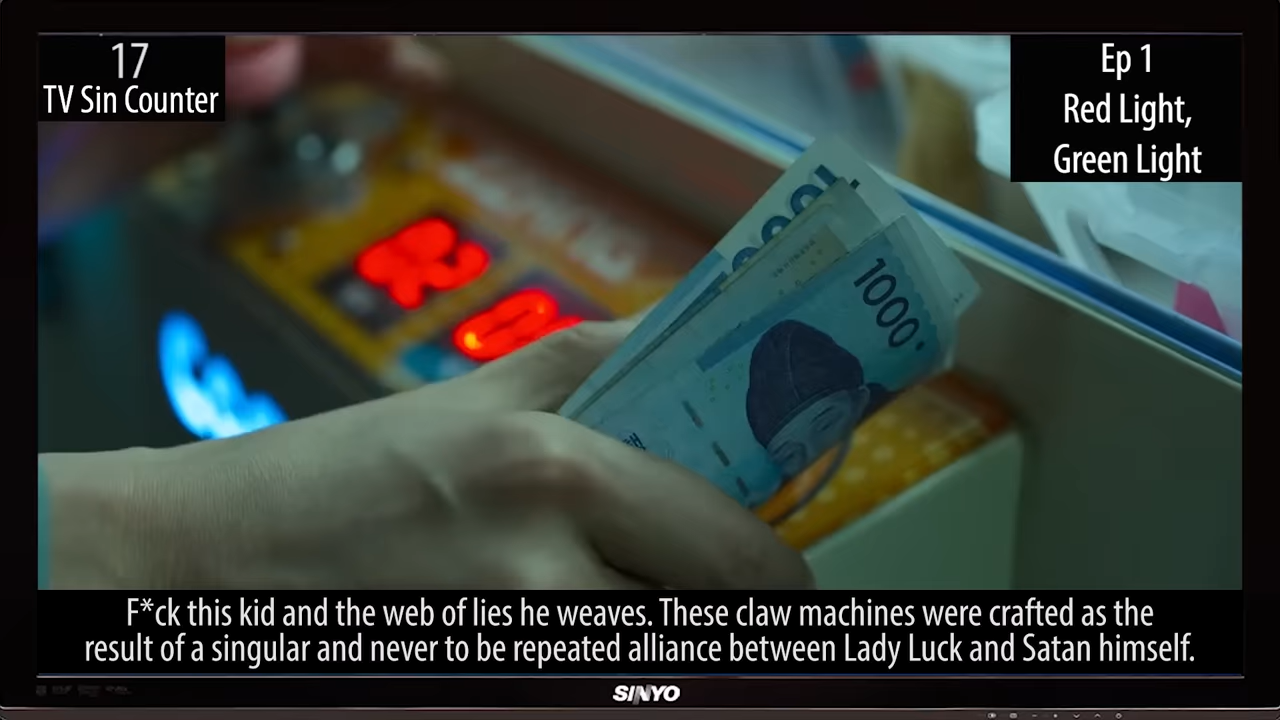 17
TV Sin Counter
Ep 1
Red Light,
Green Light
1000
F*ck this kid and the web of lies he weaves. These claw machines were crafted as the
result of a singular and never to be repeated alliance between Lady Luck and Satan himself.
SINYO